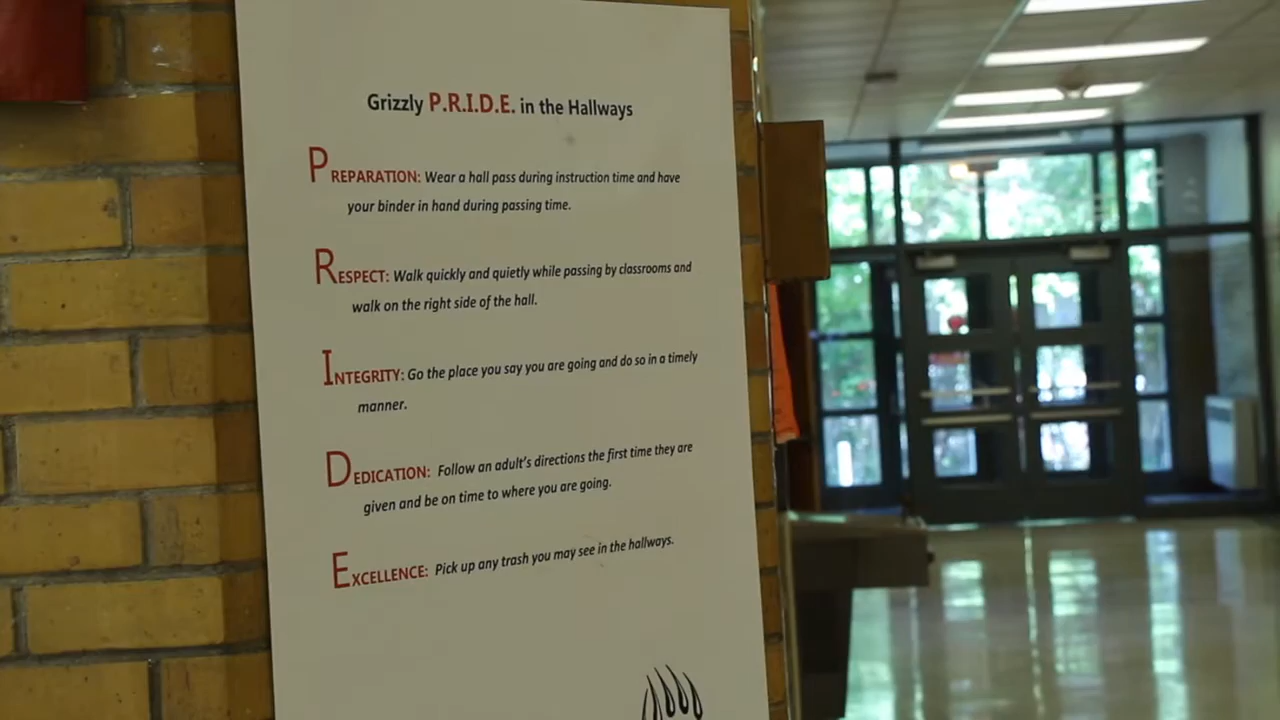 Grizzly P.R.I.D.E. in the Hallways
PREPARATION: Wear a hall pass during instruction time and have
your binder in hand during passing time.
RESPECT: Walk quickly and quietly while passing by classrooms and
walk on the right side of the hall.
INTEGRITY: Go the place you say you are going and do so in a timely
manner.
DEDICATION: Follow an adult's directions the first time they are
given and be on time to where you are going.
EXCELLENCE: Pick up any trash you may see in the hallways.